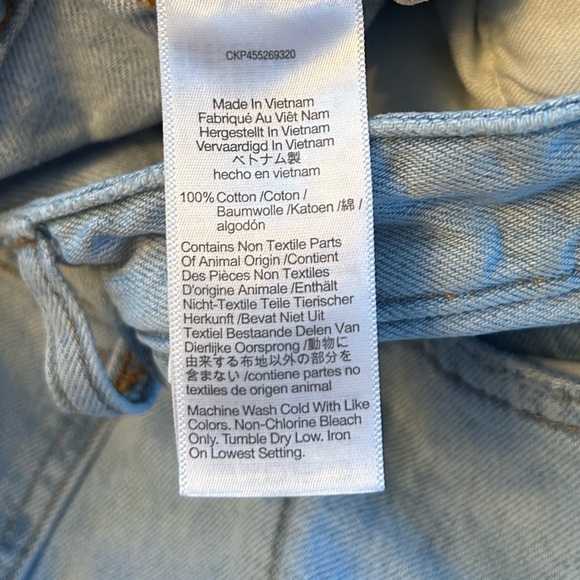 CKP455269320
Made In Vietnam
Fabriqué Au Viêt Nam
Hergestellt In Vietnam
Vervaardigd In Vietnam
ベトナム製
hecho en vietnam
100% Cotton /Coton /
Baumwolle /Katoen /綿 /
algodón
Contains Non Textile Parts
Of Animal Origin /Contient
Des Pièces Non Textiles
D'origine Animale /Enthält
Nicht-Textile Teile Tierischer
Herkunft /Bevat Niet Uit
Textiel Bestaande Delen Van
Dierlijke Oorsprong /動物に
由来する布地以外の部分を
含まない /contiene partes no
textiles de origen animal
Machine Wash Cold With Like
Colors. Non-Chlorine Bleach
Only. Tumble Dry Low. Iron
On Lowest Setting.